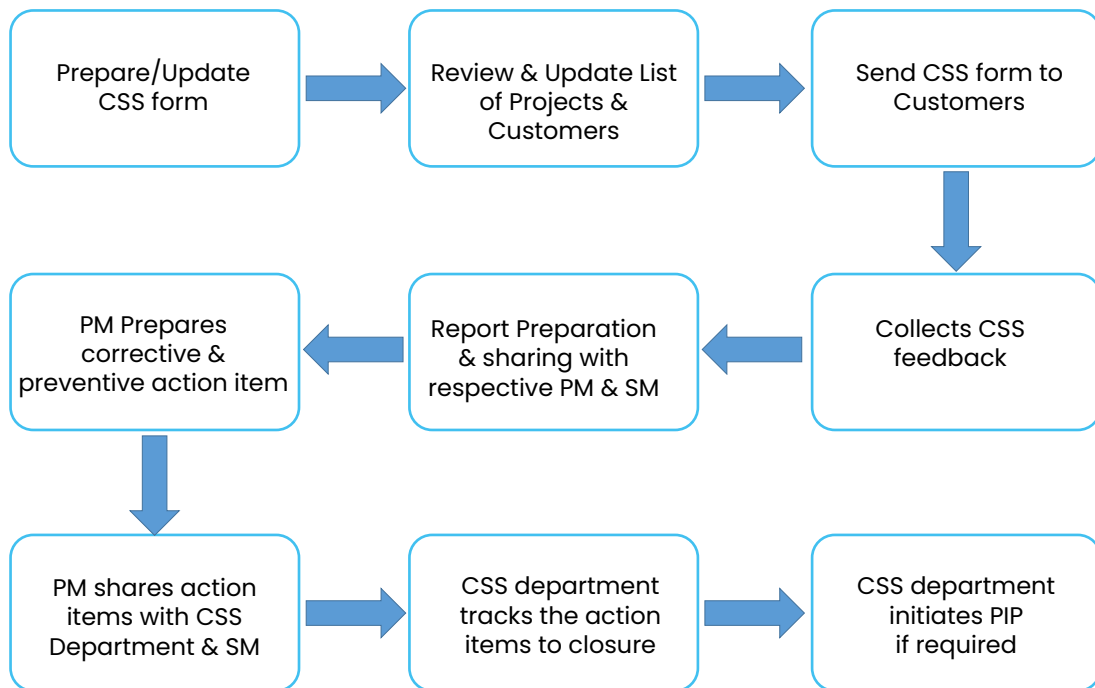 Prepare/Update
CSS form
Review & Update List
of Projects &
Customers
Send CSS form to
Customers
Collects CSS
feedback
Report Preparation
& sharing with
respective PM & SM
PM Prepares
corrective &
preventive action item
PM shares action
items with CSS
Department & SM
CSS department
tracks the action
items to closure
CSS department
initiates PIP
if required